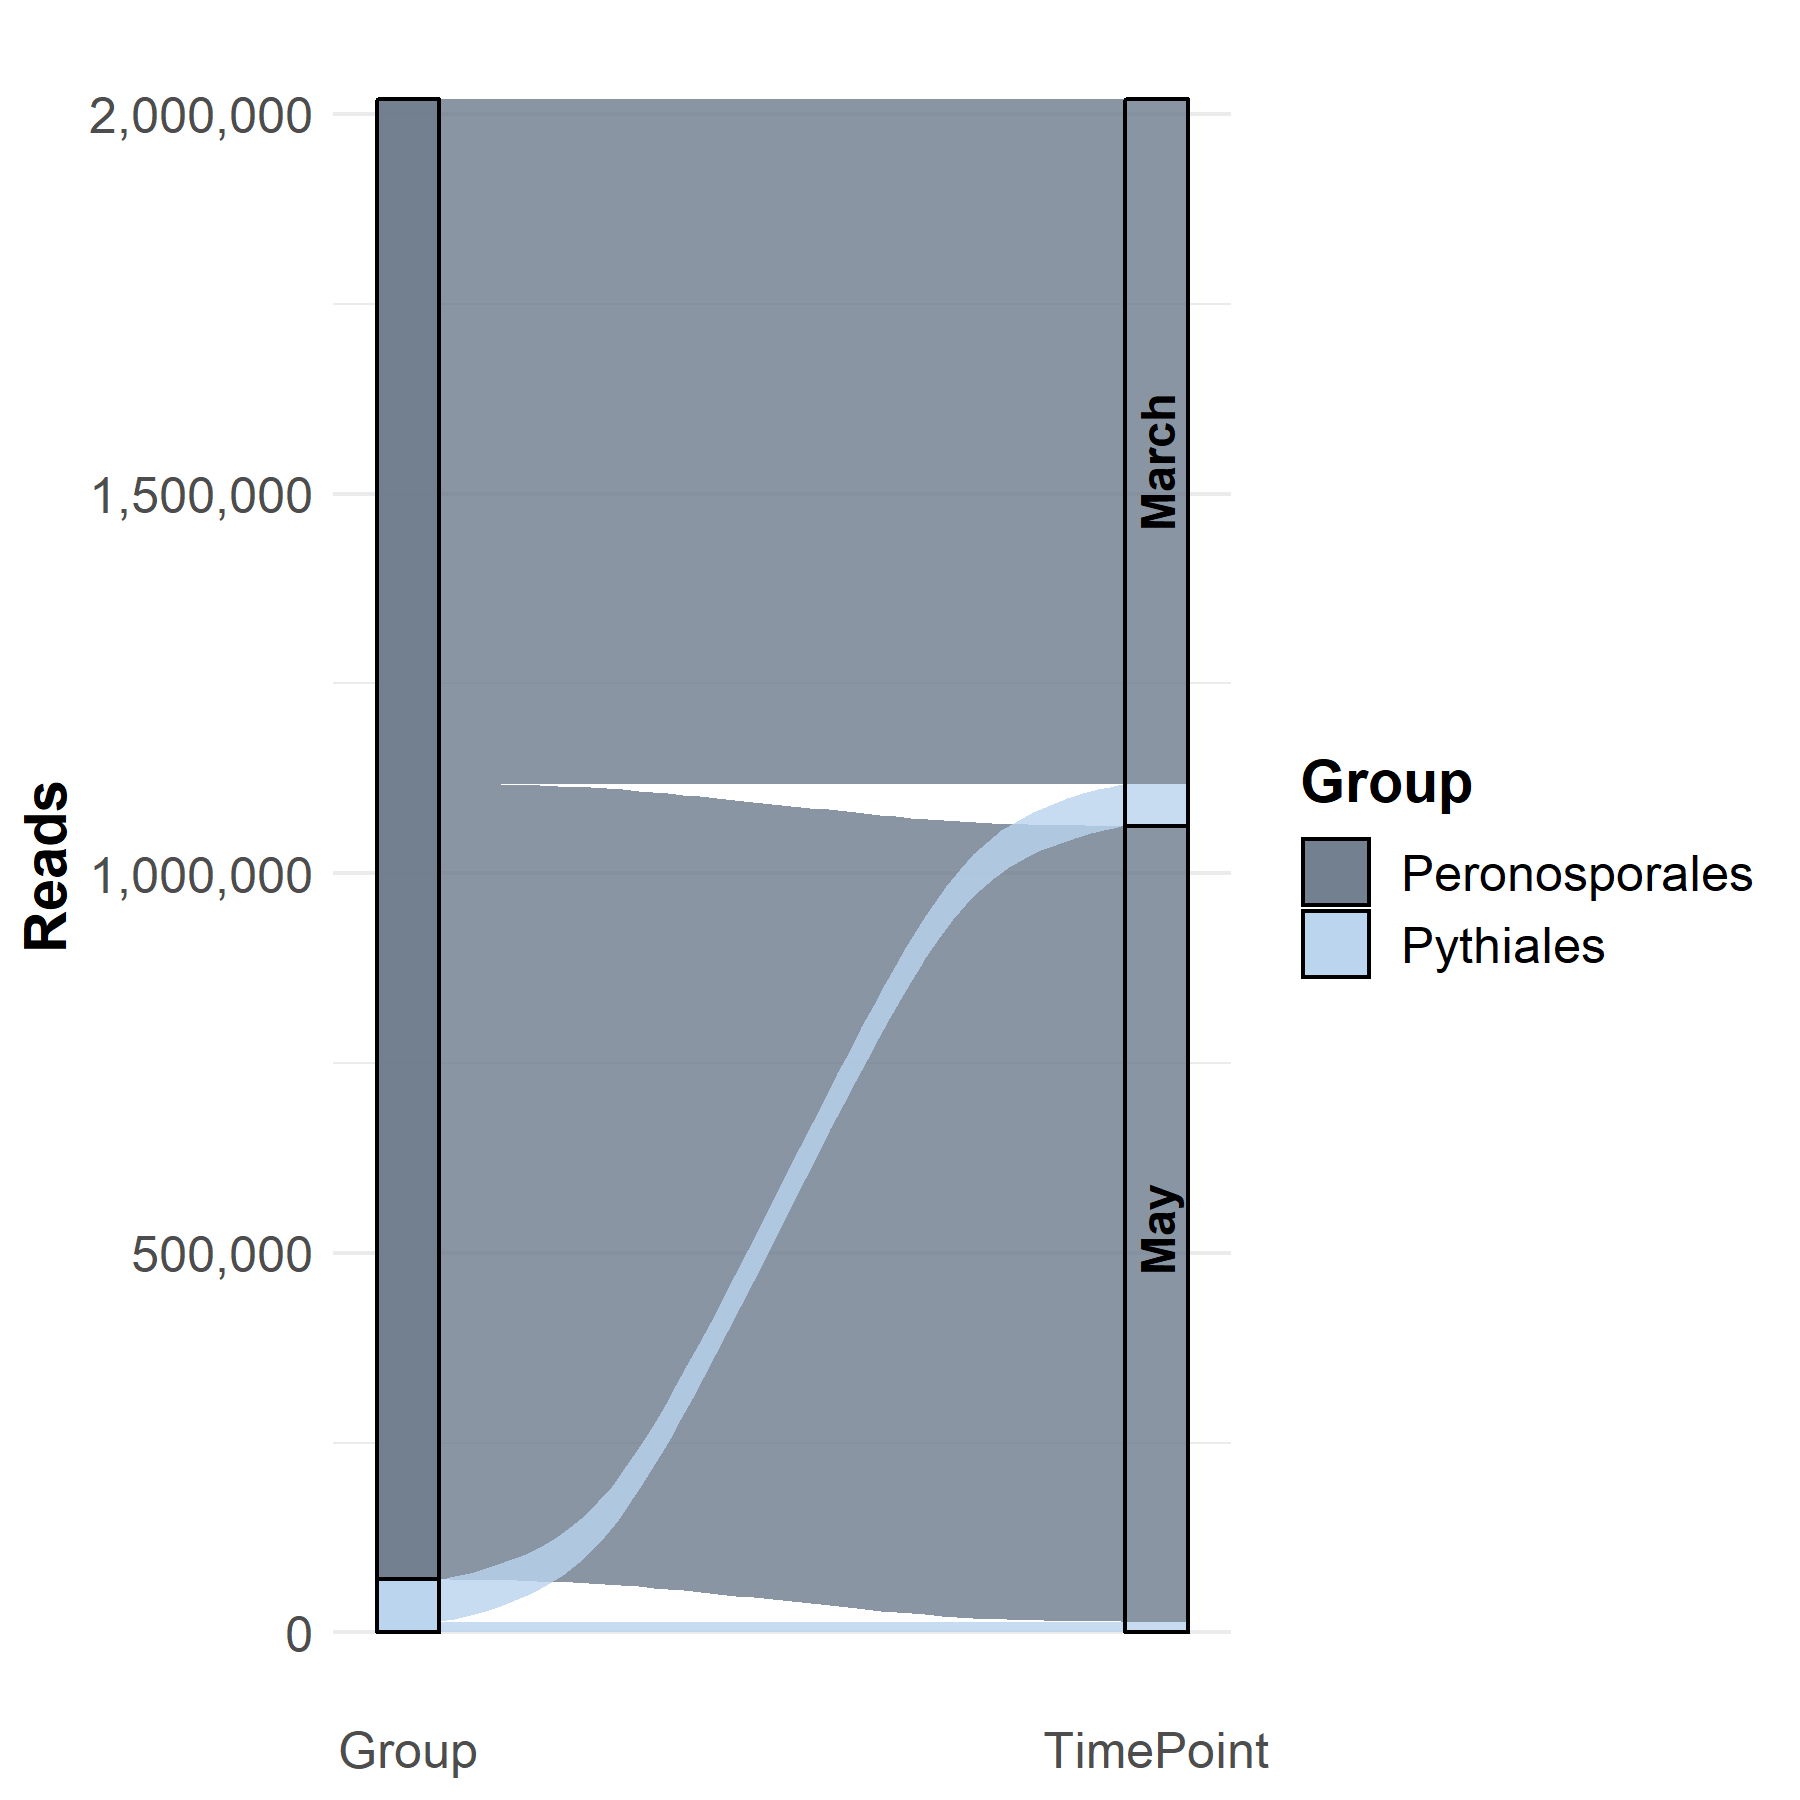 Reads
2,000,000
1,500,000
1,000,000
500,000
0
March
May
Group
TimePoint
Group
Peronosporales
Pythiales